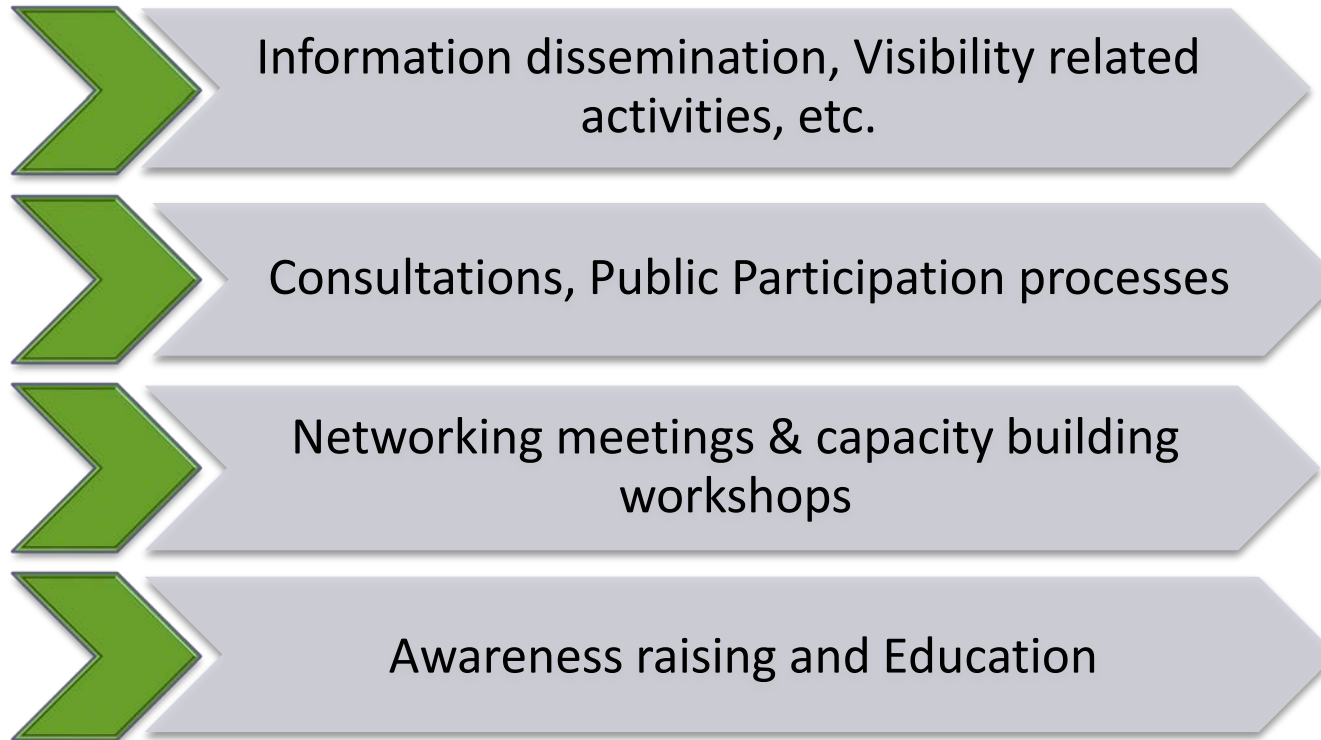 Information dissemination, Visibility related
activities, etc.
Consultations, Public Participation processes
Networking meetings & capacity building
workshops
Awareness raising and Education